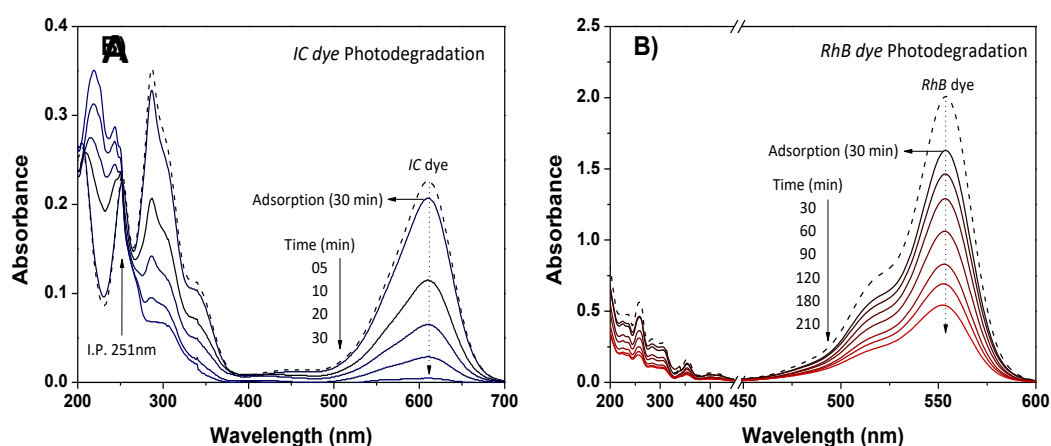 A
B)
IC dye Photodegradation
0.4
0.3
0.2
0.1
0.0
Absorbance
IC dye
Adsorption (30 min)
Time (min)
05
10
20
30
I.P. 251nm
200 300 400 500 600 700
Wavelength (nm)
B)
RhB dye Photodegradation
2.5
2.0
1.5
1.0
0.5
0.0
Absorbance
RhB dye
Adsorption (30 min)
Time (min)
30
60
90
120
180
210
200 300 400 450 500 550 600
Wavelength (nm)